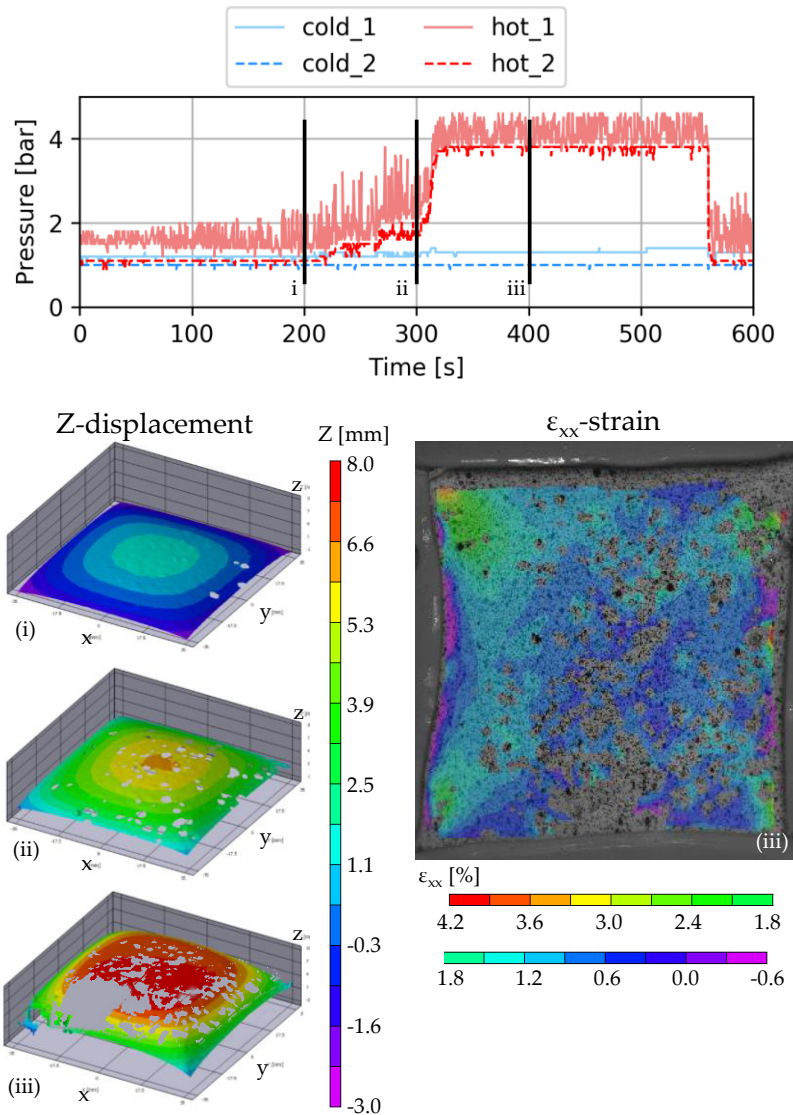 cold_1 hot_1
cold_2 hot_2
Pressure [bar]
4
2
0
i ii iii
0 100 200 300 400 500 600
Time [s]
Z-displacement
Z [mm]
8.0
6.6
5.3
3.9
2.5
1.1
-0.3
-1.6
-3.0
z
y
x
(i)
z
y
x
(ii)
z
y
x
(iii)
εxx-strain
(iii)
εxx [%]
4.2 3.6 3.0 2.4 1.8
1.8 1.2 0.6 0.0 -0.6